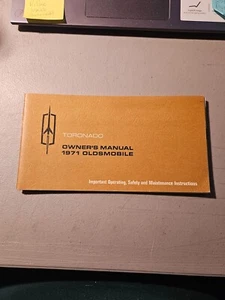 TORONADO
OWNER'S MANUAL
1971 OLDSMOBILE
Important Operating, Safety and Maintenance Instructions